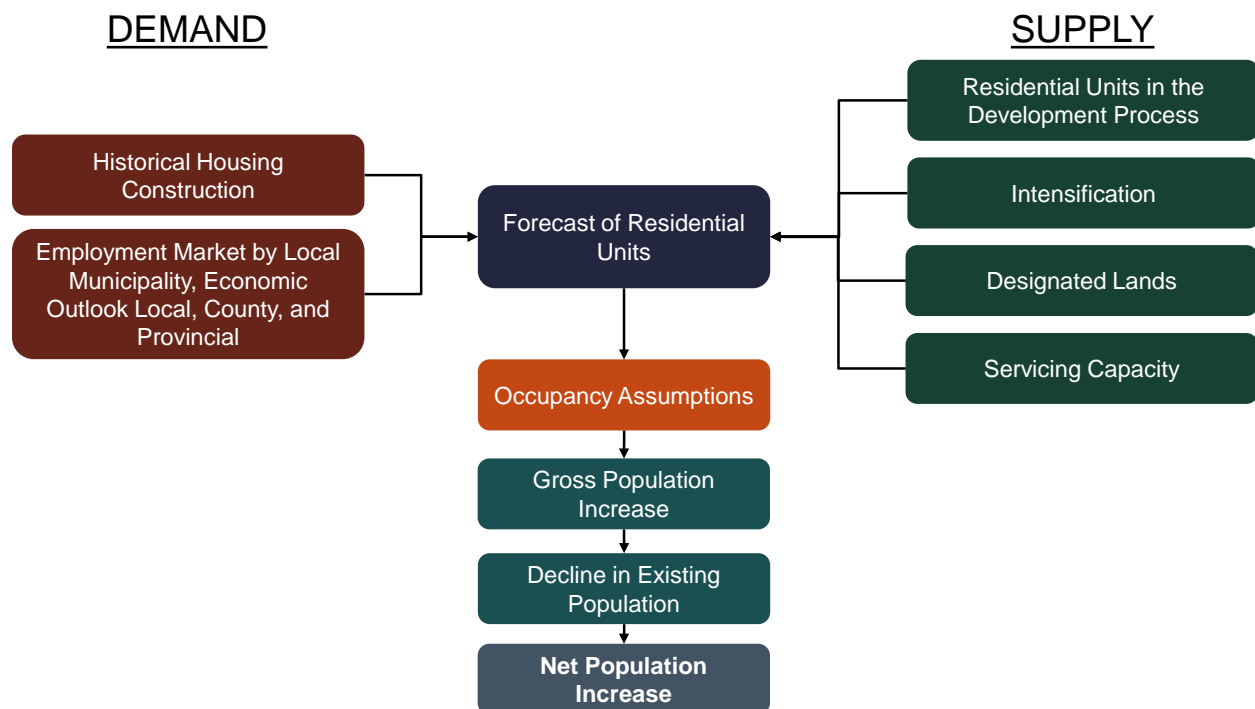 DEMAND
SUPPLY
Historical Housing
Construction
Employment Market by Local
Municipality, Economic
Outlook Local, County, and
Provincial
Forecast of Residential
Units
Residential Units in the
Development Process
Intensification
Designated Lands
Servicing Capacity
Occupancy Assumptions
Gross Population
Increase
Decline in Existing
Population
Net Population
Increase